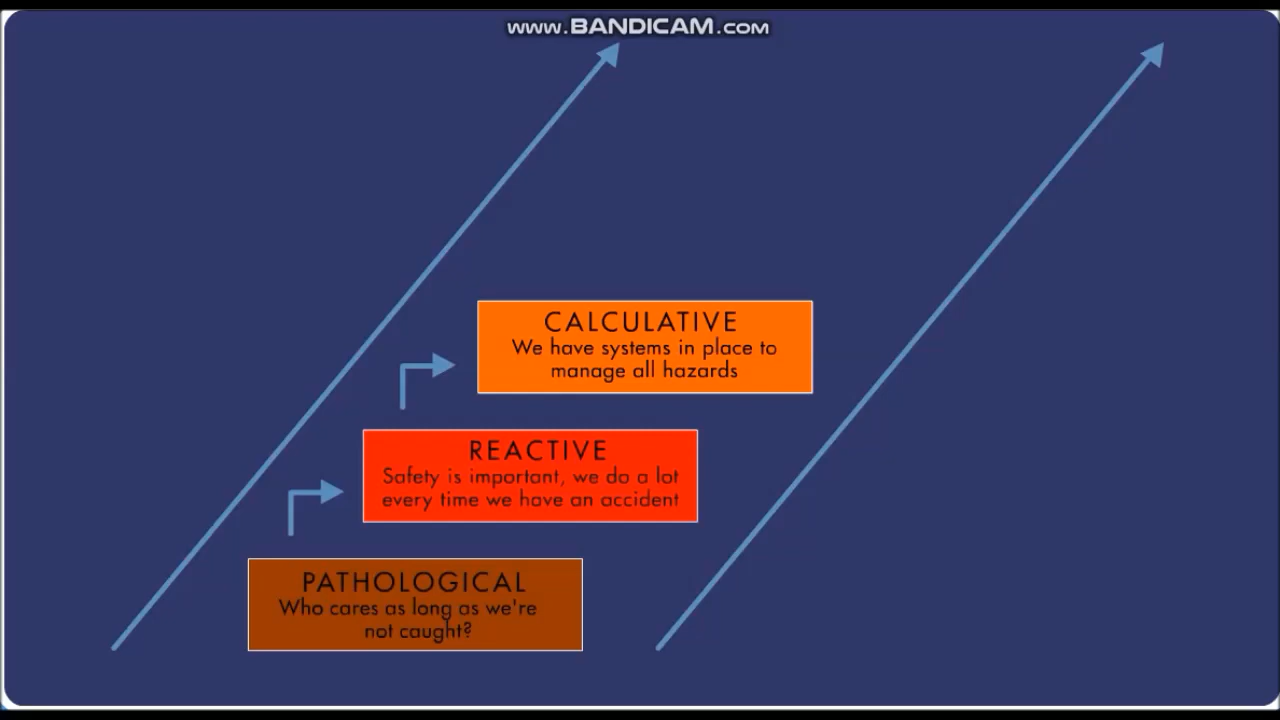 www.BANDICAM.com
CALCULATIVE
We have systems in place to
manage all hazards
REACTIVE
Safety is important, we do a lot
every time we have an accident
PATHOLOGICAL
Who cares as long as we're
not caught?